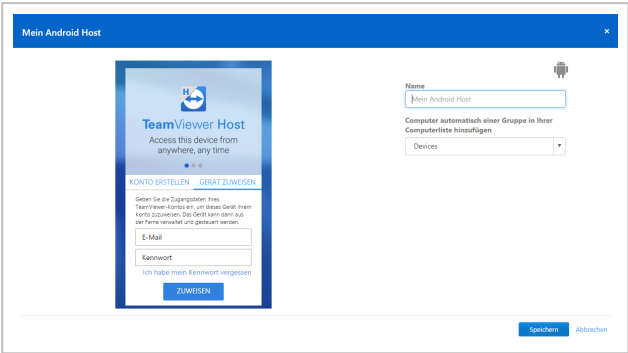 Mein Android Host
×
H
TeamViewer Host
Access this device from
anywhere, any time
KONTO ERSTELLEN GERÄT ZUWEISEN
Geben Sie die Zugangsdaten Ihres
TeamViewer-Kontos ein, um dieses Gerät Ihrem
Konto zuzuweisen. Das Gerät kann dann aus
der Ferne verwaltet und gesteuert werden.
E-Mail
Kennwort
Ich habe mein Kennwort vergessen
ZUWEISEN
Name
Mein Android Host
Computer automatisch einer Gruppe in Ihrer
Computerliste hinzufügen
Devices
Speichern Abbrechen